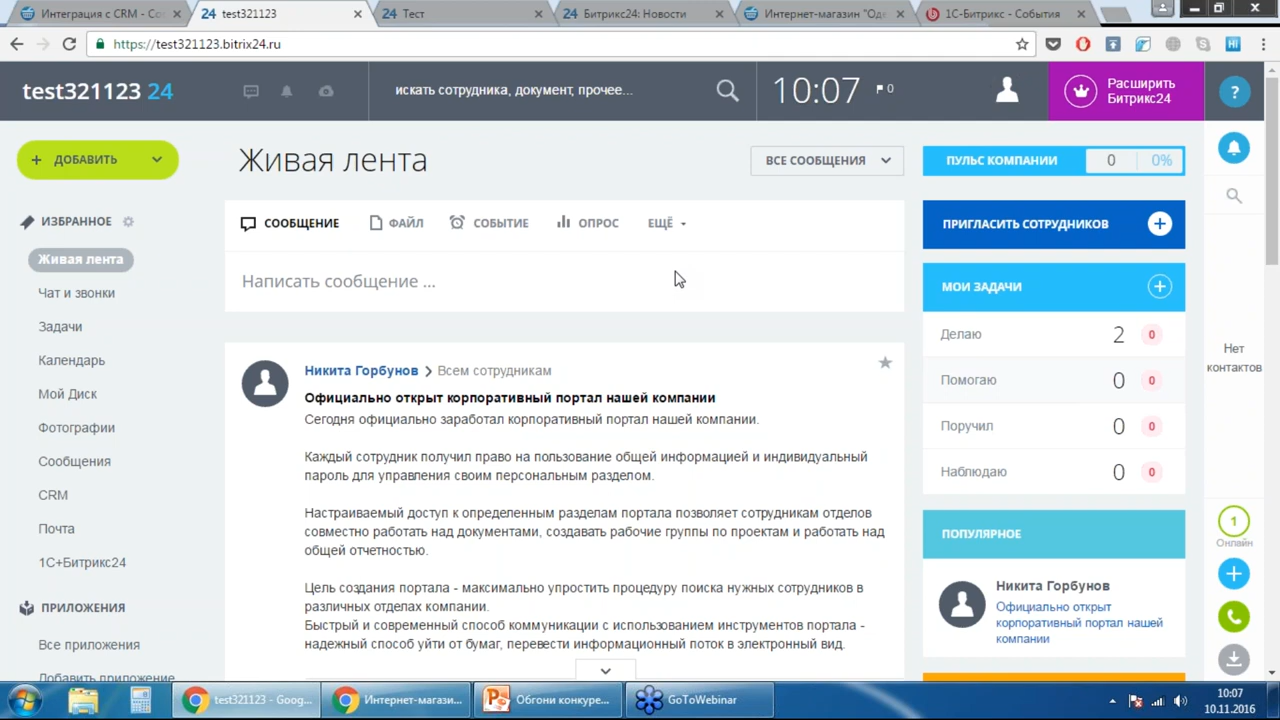 Интеграция с CRM - Со
test321123
24 Тест
24 Битрикс24: Новости
Интернет-магазин "Оде
1С-Битрикс - События
https://test321123.bitrix24.ru
test321123 24
искать сотрудника, документ, прочее...
10:07
0
Расширить
Битрикс24
?
ДОБАВИТЬ
Живая лента
ВСЕ СООБЩЕНИЯ
ПУЛЬС КОМПАНИИ
0
0%
ИЗБРАННОЕ
Живая лента
Чат и звонки
Задачи
Календарь
Мой Диск
Фотографии
Сообщения
CRM
Почта
1С+Битрикс24
ПРИЛОЖЕНИЯ
Все приложения
Добавить приложение
СООБЩЕНИЕ
ФАЙЛ
СОБЫТИЕ
ОПРОС
ЕЩЁ
Написать сообщение ...
Никита Горбунов > Всем сотрудникам
Официально открыт корпоративный портал нашей компании
Сегодня официально заработал корпоративный портал нашей компании.
Каждый сотрудник получил право на пользование общей информацией и индивидуальный
пароль для управления своим персональным разделом.
Настраиваемый доступ к определенным разделам портала позволяет сотрудникам отделов
совместно работать над документами, создавать рабочие группы по проектам и работать над
общей отчетностью.
Цель создания портала - максимально упростить процедуру поиска нужных сотрудников в
различных отделах компании.
Быстрый и современный способ коммуникации с использованием инструментов портала -
надежный способ уйти от бумаг, перевести информационный поток в электронный вид.
ПРИГЛАСИТЬ СОТРУДНИКОВ
МОИ ЗАДАЧИ
Делаю 2 0
Помогаю 0 0
Поручил 0 0
Наблюдаю 0 0
ПОПУЛЯРНОЕ
Никита Горбунов
Официально открыт
корпоративный портал нашей
компании
Нет
контактов
1
Онлайн
test321123 - Goog...
Интернет-магази...
Обгони конкуре...
GoToWebinar
10:07
10.11.2016